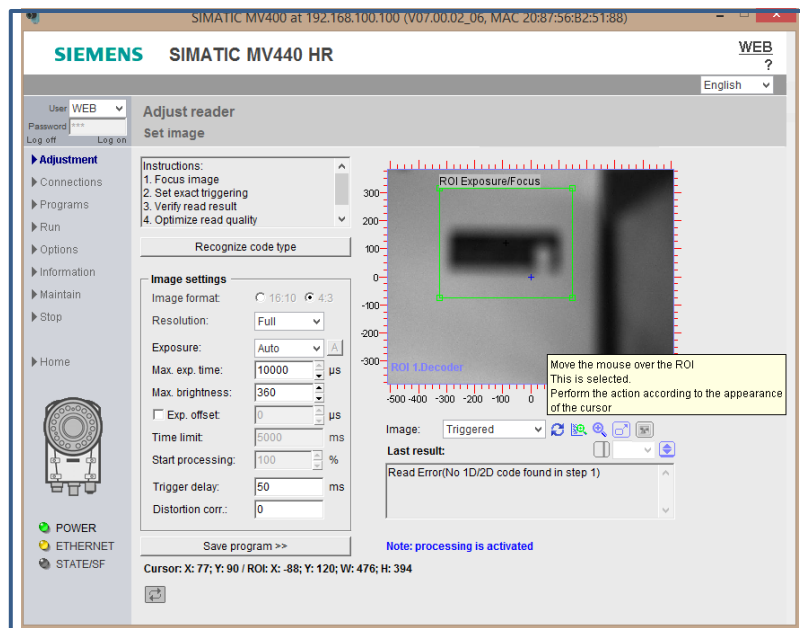 SIMATIC MV400 at 192.168.100.100 (V07.00.02_06, MAC 20:87:56:B2:51:88)
SIEMENS SIMATIC MV440 HR
WEB
?
English
User WEB
Password ***
Log off Log on
Adjust reader
Set image
Adjustment
Connections
Programs
Run
Options
Information
Maintain
Stop
Home
POWER
ETHERNET
STATE/SF
Instructions:
1. Focus image
2. Set exact triggering
3. Verify read result
4. Optimize read quality
Recognize code type
Image settings
Image format: 16:10 4:3
Resolution: Full
Exposure: Auto A
Max. exp. time: 10000 µs
Max. brightness: 360
Exp. offset: 0 µs
Time limit: 5000 ms
Start processing: 100 %
Trigger delay: 50 ms
Distortion corr.: 0
Save program >>
ROI Exposure/Focus
300
200
100
0
-100
-200
-300
ROI 1.Decoder
-500 -400 -300 -200 -100 0
Move the mouse over the ROI
This is selected.
Perform the action according to the appearance
of the cursor
Image: Triggered
Last result:
Read Error(No 1D/2D code found in step 1)
Note: processing is activated
Cursor: X: 77; Y: 90 / ROI: X: -88; Y: 120; W: 476; H: 394